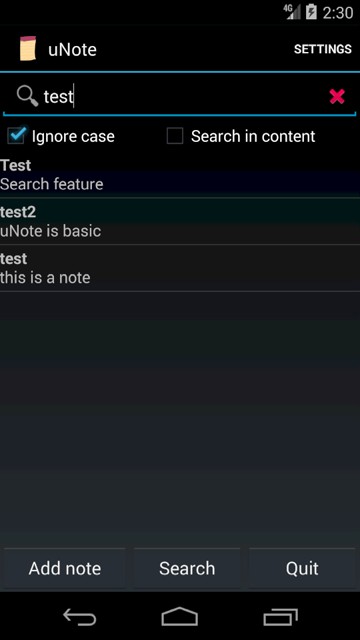 4G 2:30
uNote SETTINGS
test
Ignore case Search in content
Test
Search feature
test2
uNote is basic
test
this is a note
Add note Search Quit